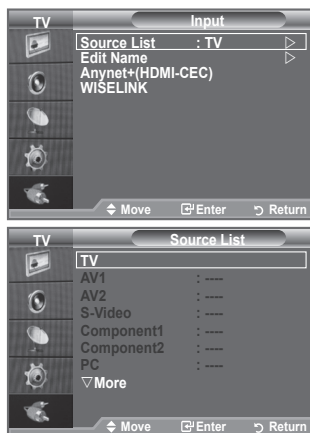 TV Input
Source List : TV ▷
Edit Name ▷
Anynet+(HDMI-CEC)
WISELINK
Move Enter Return
TV Source List
TV
AV1 : ----
AV2 : ----
S-Video : ----
Component1 : ----
Component2 : ----
PC : ----
▽More
Move Enter Return